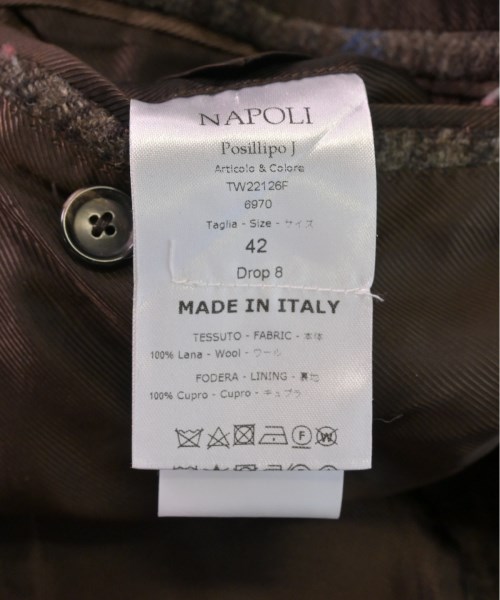 NAPOLI
Posillipo J
Articolo & Colore
TW22126F
6970
Taglia - Size - サイズ
42
Drop 8
MADE IN ITALY
TESSUTO - FABRIC - 本体
100% Lana - Wool - ウール
FODERA - LINING - 裏地
100% Cupro - Cupro - キュプラ
F
W